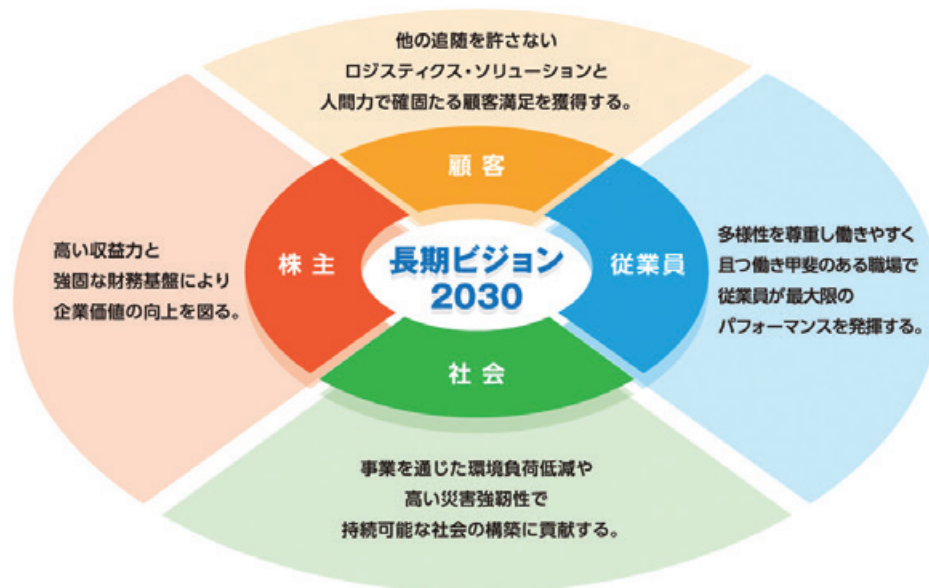 他の追随を許さない
ロジスティクス・ソリューションと
人間力で確固たる顧客満足を獲得する。
顧客
高い収益力と
強固な財務基盤により
企業価値の向上を図る。
株主
長期ビジョン
2030
従業員
多様性を尊重し働きやすく
且つ働き甲斐のある職場で
従業員が最大限の
パフォーマンスを発揮する。
社会
事業を通じた環境負荷低減や
高い災害強靭性で
持続可能な社会の構築に貢献する。